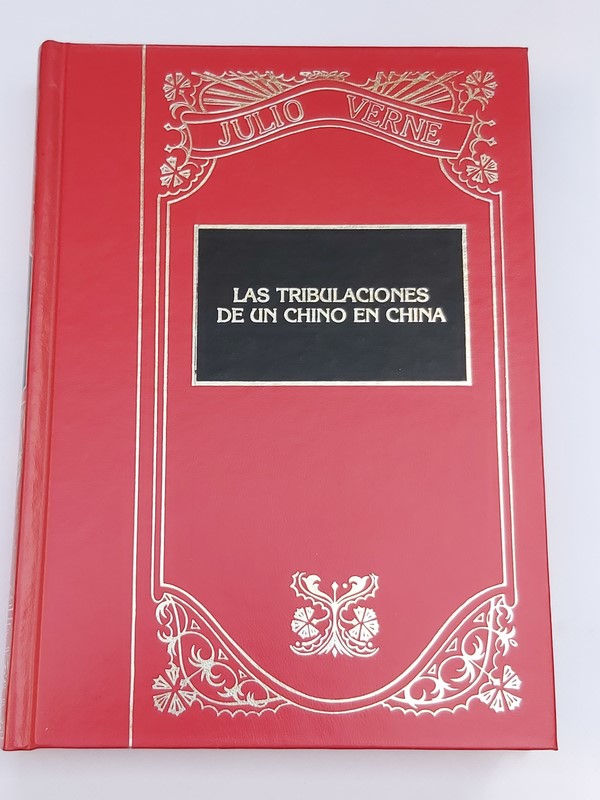 JULIO VERNE
LAS TRIBULACIONES
DE UN CHINO EN CHINA